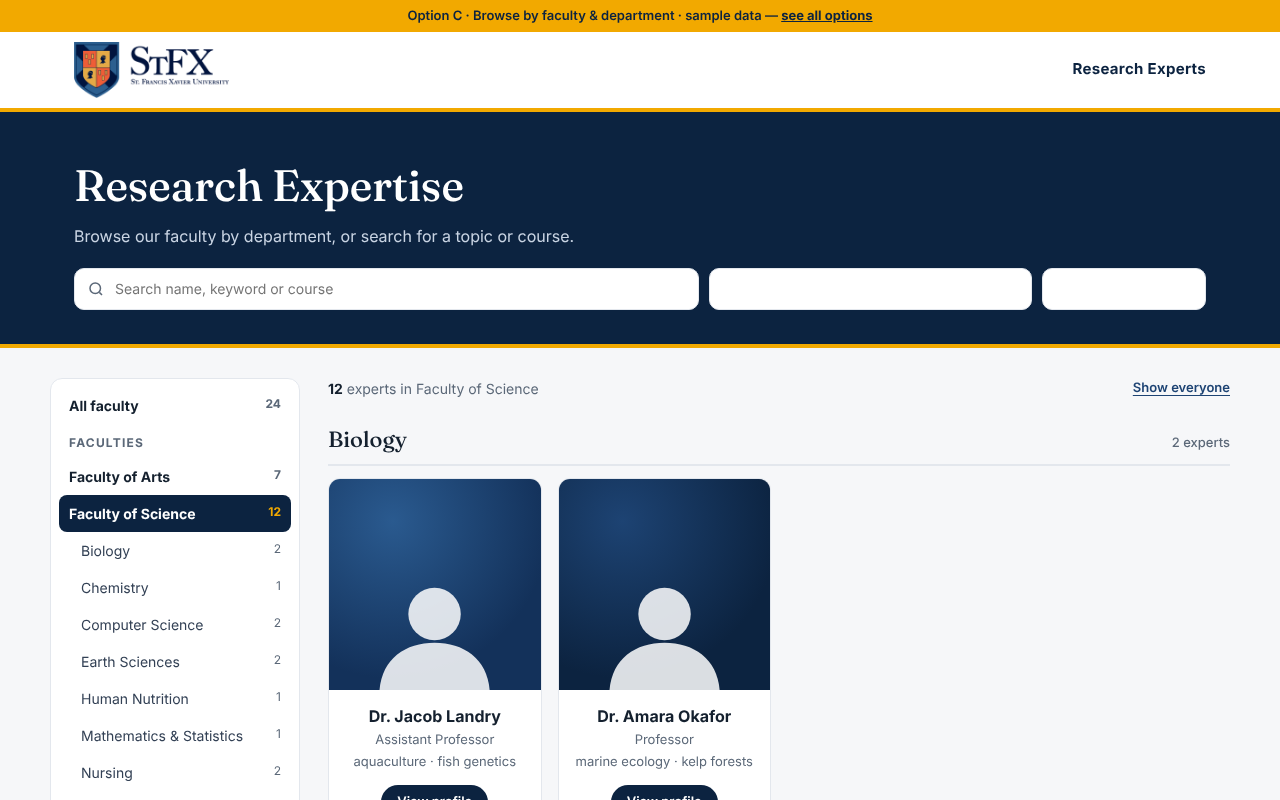 Option C · Browse by faculty & department · sample data — see all options
STFX
ST. FRANCIS XAVIER UNIVERSITY
Research Experts
Research Expertise
Browse our faculty by department, or search for a topic or course.
Search name, keyword or course
All faculty 24
FACULTIES
Faculty of Arts 7
Faculty of Science 12
Biology 2
Chemistry 1
Computer Science 2
Earth Sciences 2
Human Nutrition 1
Mathematics & Statistics 1
Nursing 2
12 experts in Faculty of Science
Show everyone
Biology
2 experts
Dr. Jacob Landry
Assistant Professor
aquaculture · fish genetics
View profile
Dr. Amara Okafor
Professor
marine ecology · kelp forests
View profile